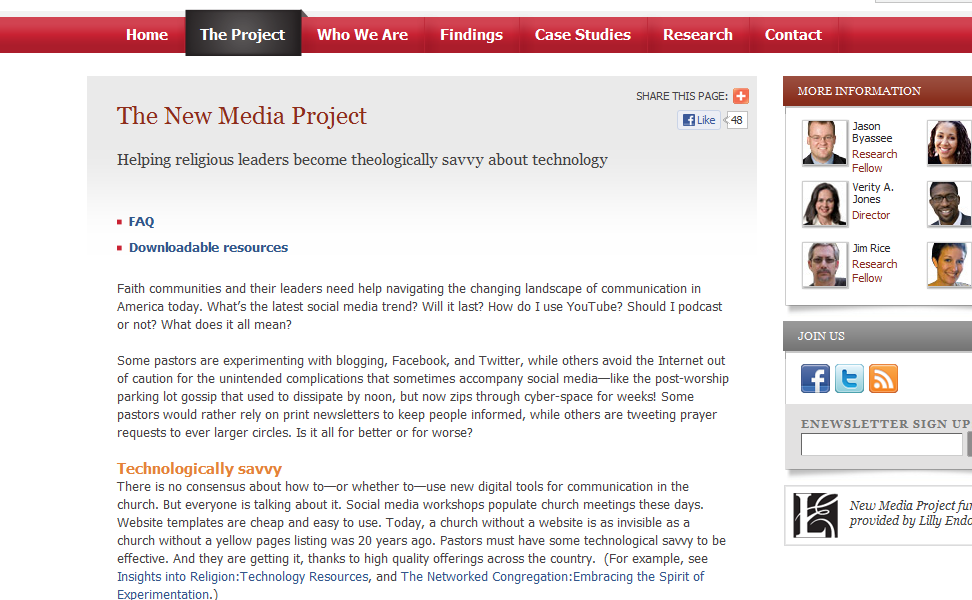 Home
The Project
Who We Are
Findings
Case Studies
Research
Contact
SHARE THIS PAGE:
Like
48
The New Media Project
Helping religious leaders become theologically savvy about technology
FAQ
Downloadable resources
Faith communities and their leaders need help navigating the changing landscape of communication in
America today. What's the latest social media trend? Will it last? How do I use YouTube? Should I podcast
or not? What does it all mean?
Some pastors are experimenting with blogging, Facebook, and Twitter, while others avoid the Internet out
of caution for the unintended complications that sometimes accompany social media—like the post-worship
parking lot gossip that used to dissipate by noon, but now zips through cyber-space for weeks! Some
pastors would rather rely on print newsletters to keep people informed, while others are tweeting prayer
requests to ever larger circles. Is it all for better or for worse?
Technologically savvy
There is no consensus about how to—or whether to—use new digital tools for communication in the
church. But everyone is talking about it. Social media workshops populate church meetings these days.
Website templates are cheap and easy to use. Today, a church without a website is as invisible as a
church without a yellow pages listing was 20 years ago. Pastors must have some technological savvy to be
effective. And they are getting it, thanks to high quality offerings across the country. (For example, see
Insights into Religion:Technology Resources, and The Networked Congregation:Embracing the Spirit of
Experimentation.)
MORE INFORMATION
Jason
Byassee
Research
Fellow
Verity A.
Jones
Director
Jim Rice
Research
Fellow
JOIN US
ENEWSLETTER SIGN UP
New Media Project fun
provided by Lilly Endo